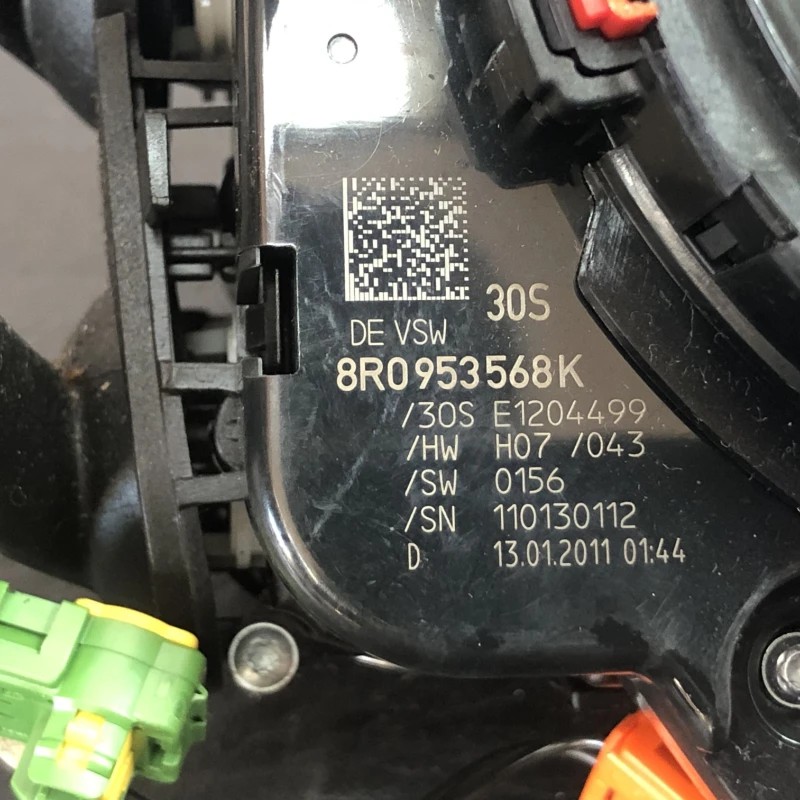 30S
DE VSW
8R0953568K
/30S E1204499
/HW H07 /043
/SW 0156
/SN 110130112
D 13.01.2011 01:44